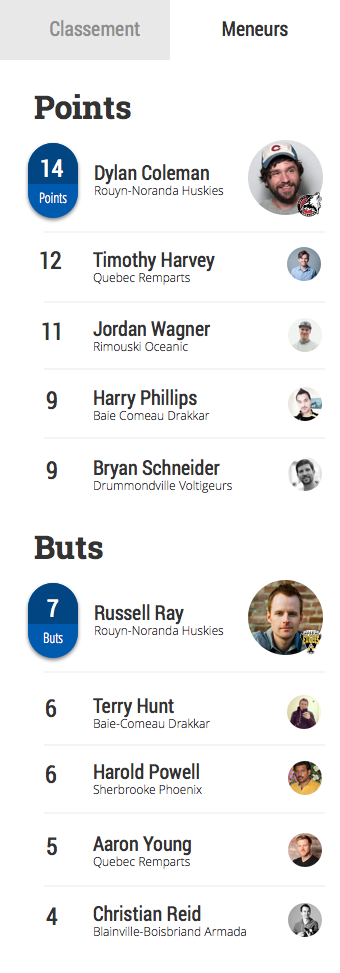 Classement
Meneurs
Points
14
Points
Dylan Coleman
Rouyn-Noranda Huskies
12
Timothy Harvey
Quebec Remparts
11
Jordan Wagner
Rimouski Oceanic
9
Harry Phillips
Baie Comeau Drakkar
9
Bryan Schneider
Drummondville Voltigeurs
Buts
7
Buts
Russell Ray
Rouyn-Noranda Huskies
6
Terry Hunt
Baie-Comeau Drakkar
6
Harold Powell
Sherbrooke Phoenix
5
Aaron Young
Quebec Remparts
4
Christian Reid
Blainville-Boisbriand Armada